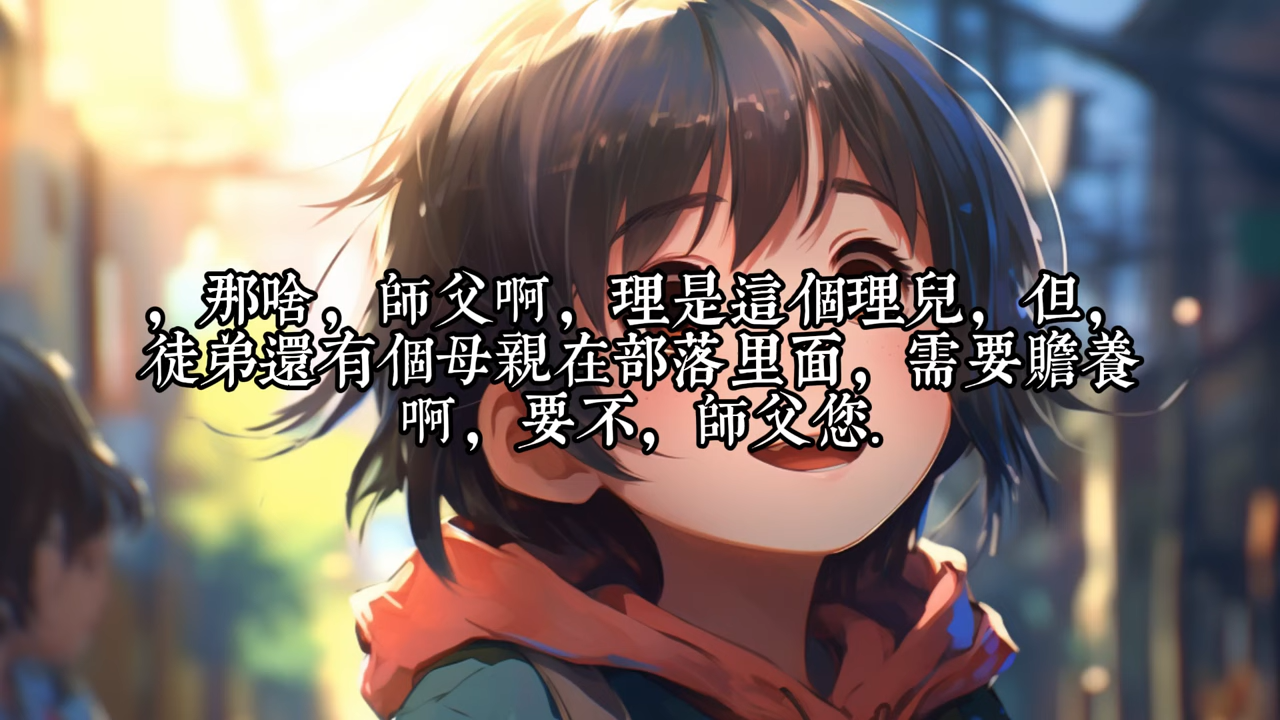 ，那啥，師父啊，理是這個理兒，但，
徒弟還有個母親在部落里面，需要贍養
啊，要不，師父您.